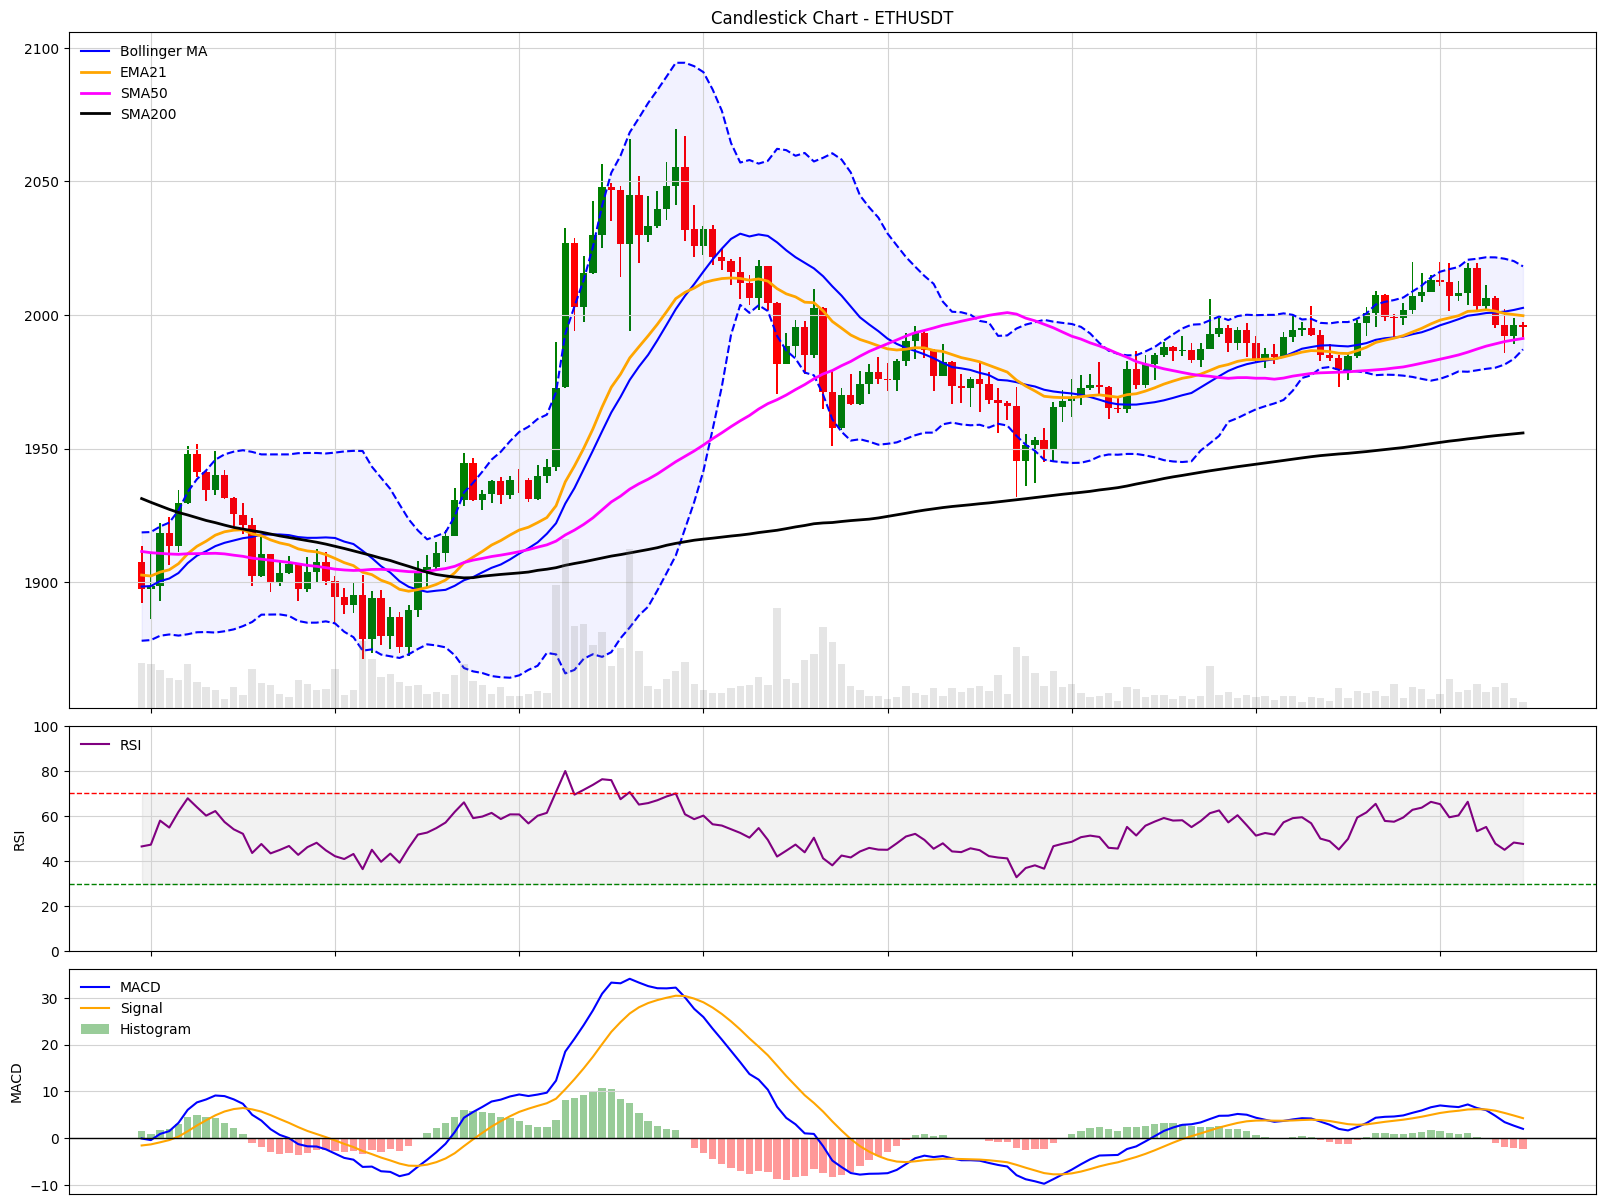 Candlestick Chart - ETHUSDT
Bollinger MA
EMA21
SMA50
SMA200
2100
2050
2000
1950
1900
RSI
100
80
60
40
20
0
RSI
MACD
Signal
Histogram
30
20
10
0
−10
MACD